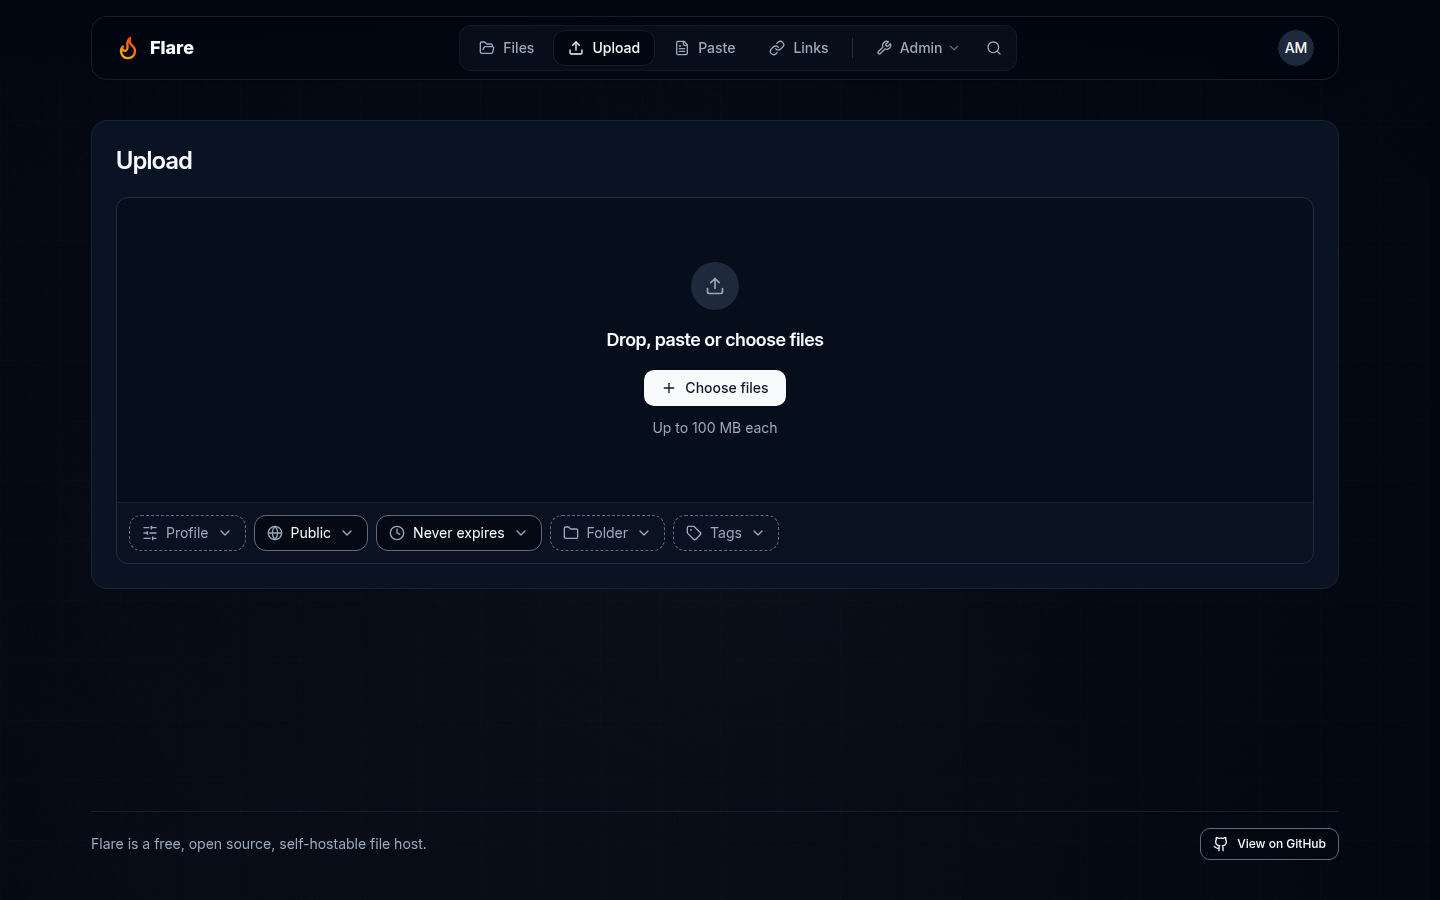 Flare
Files
Upload
Paste
Links
Admin
AM
Upload
Drop, paste or choose files
Choose files
Up to 100 MB each
Profile
Public
Never expires
Folder
Tags
Flare is a free, open source, self-hostable file host.
View on GitHub